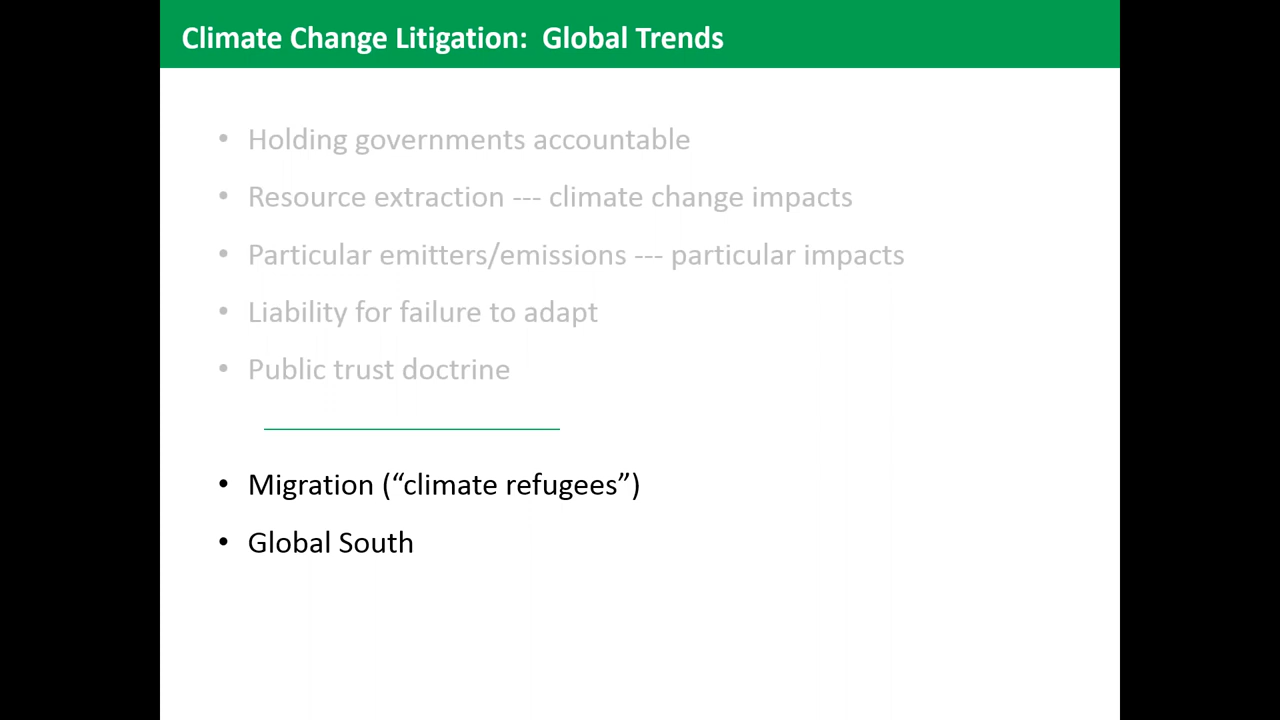 Climate Change Litigation:  Global Trends
• Holding governments accountable
• Resource extraction --- climate change impacts
• Particular emitters/emissions --- particular impacts
• Liability for failure to adapt
• Public trust doctrine
• Migration (“climate refugees”)
• Global South